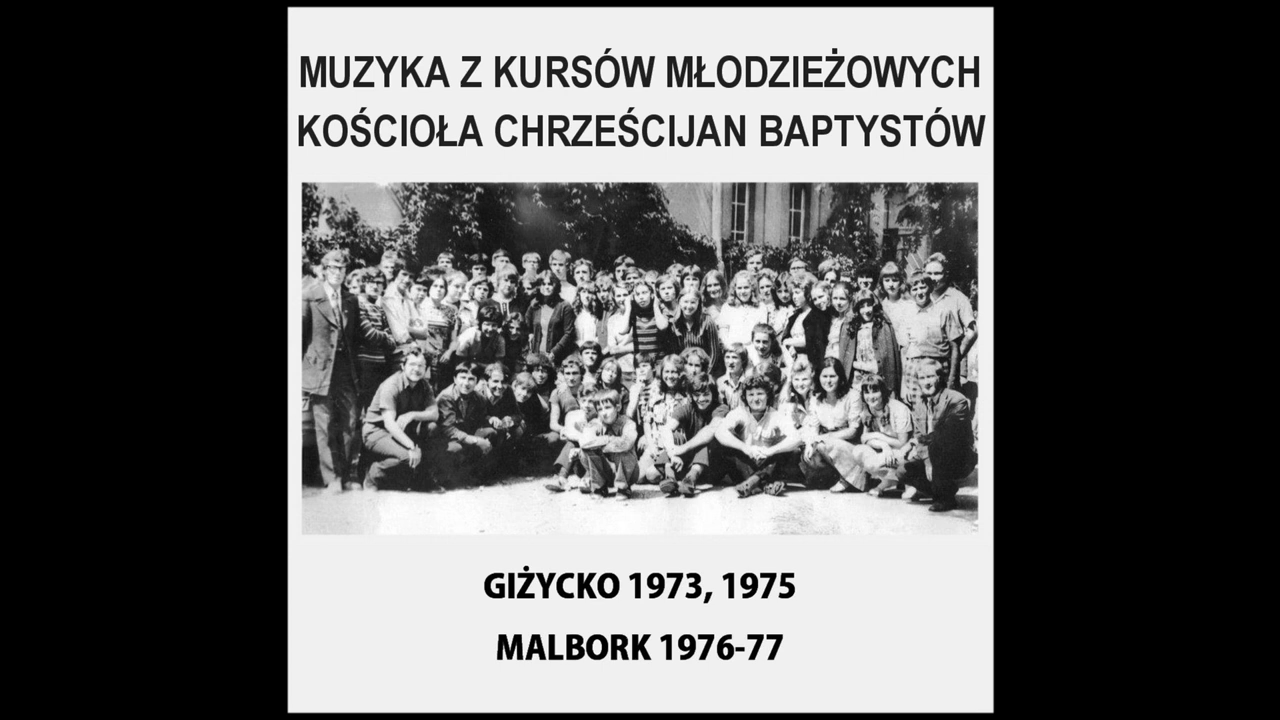 MUZYKA Z KURSÓW MŁODZIEŻOWYCH
KOŚCIOŁA CHRZEŚCIJAN BAPTYSTÓW
GIŻYCKO 1973, 1975
MALBORK 1976-77